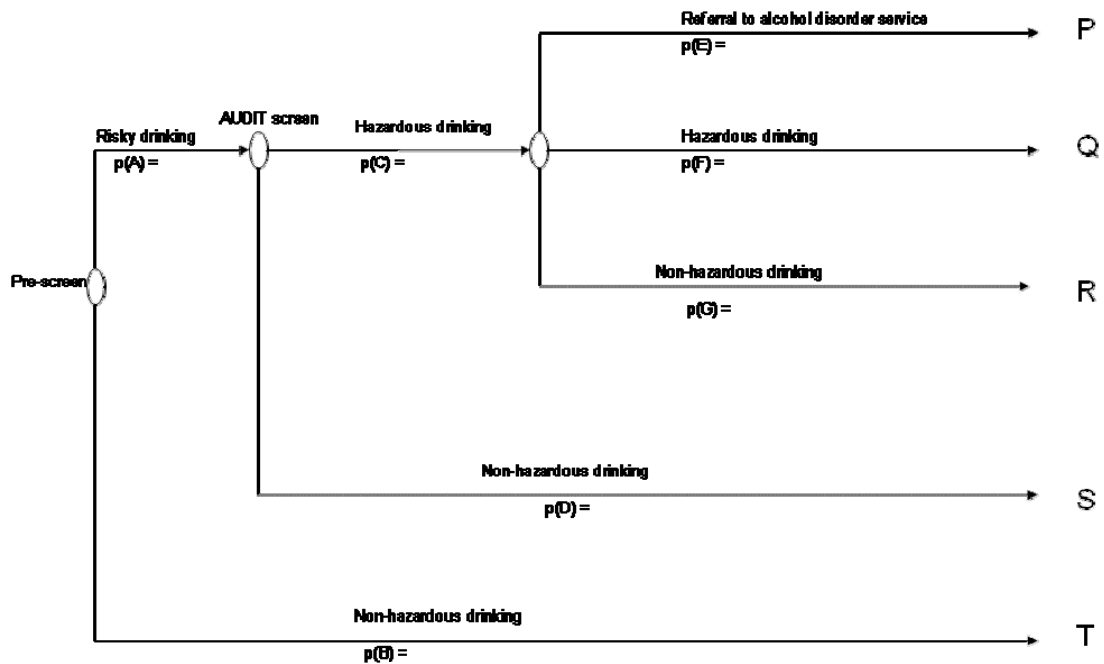 Referral to alcohol disorder service
P
p(E) =
AUDIT screen
Risky drinking
Hazardous drinking
Hazardous drinking
Q
p(A) =
p(C) =
p(F) =
Pre-screen
Non-hazardous drinking
R
p(G) =
Non-hazardous drinking
S
p(D) =
Non-hazardous drinking
T
p(B) =